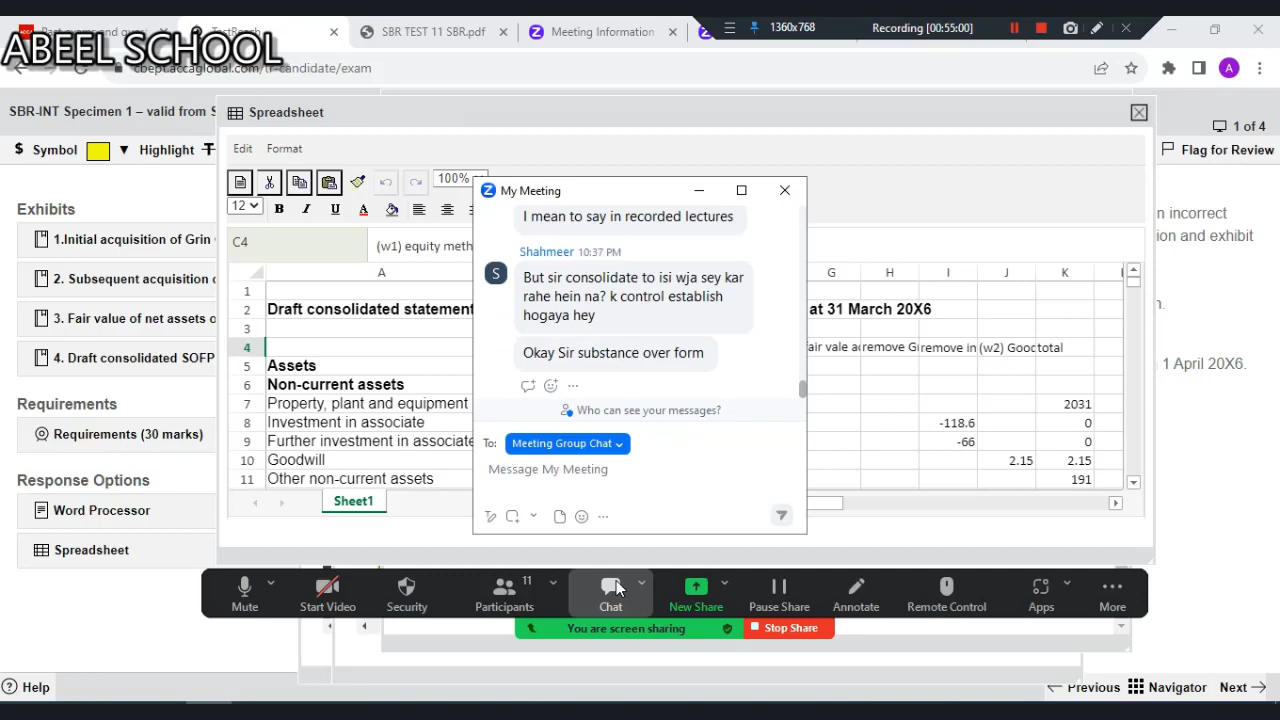 TestReach
SBR TEST 11 SBR.pdf
Meeting Information
1360x768
Recording [00:55:00]
ABEEL SCHOOL
cbept.accaglobal.com/tr-candidate/exam
A
SBR-INT Specimen 1 – valid from S
Spreadsheet
1 of 4
$ Symbol
Highlight
Flag for Review
Edit
Format
100%
12
B
I
U
A
C4
(w1) equity meth
Exhibits
1.Initial acquisition of Grin
2. Subsequent acquisition o
3. Fair value of net assets o
4. Draft consolidated SOFP
Requirements
Requirements (30 marks)
Response Options
Word Processor
Spreadsheet
n incorrect
ion and exhibit
1 April 20X6.
A G H I J K
1
2 Draft consolidated statement at 31 March 20X6
3
4 air vale a remove G remove in (w2) Good total
5 Assets
6 Non-current assets
7 Property, plant and equipment 2031
8 Investment in associate -118.6 0
9 Further investment in associate -66 0
10 Goodwill 2.15 2.15
11 Other non-current assets 191
Sheet1
My Meeting
I mean to say in recorded lectures
Shahmeer 10:37 PM
S
But sir consolidate to isi wja sey kar
rahe hein na? k control establish
hogaya hey
Okay Sir substance over form
Who can see your messages?
To: Meeting Group Chat
Message My Meeting
Mute
Start Video
Security
Participants 11
Chat
New Share
Pause Share
Annotate
Remote Control
Apps
More
You are screen sharing
Stop Share
Help
Previous
Navigator
Next